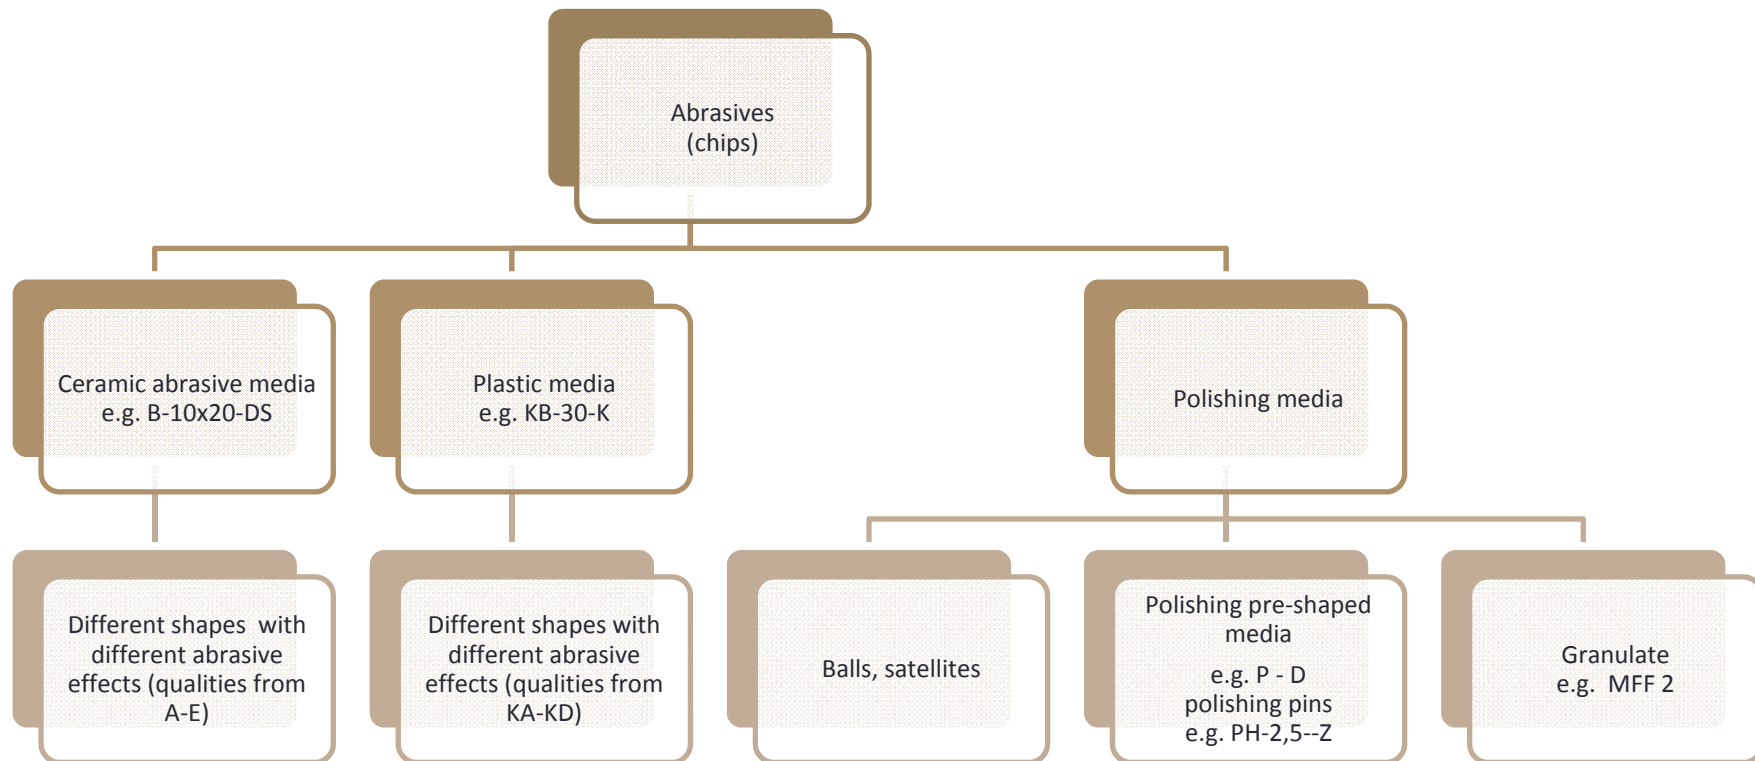 Abrasives
(chips)
Ceramic abrasive media
e.g. B-10x20-DS
Plastic media
e.g. KB-30-K
Polishing media
Different shapes  with
different abrasive
effects (qualities from
A-E)
Different shapes with
different abrasive
effects (qualities from
KA-KD)
Balls, satellites
Polishing pre-shaped
media
e.g. P - D
polishing pins
e.g. PH-2,5--Z
Granulate
e.g.  MFF 2